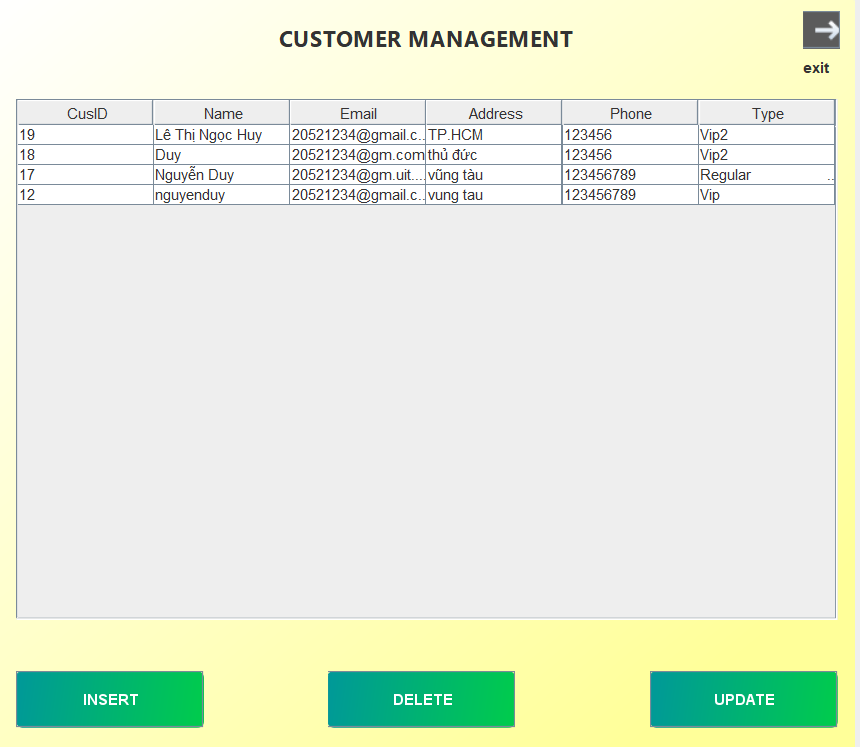 CUSTOMER MANAGEMENT
exit
CusID Name Email Address Phone Type
19 Lê Thị Ngọc Huy 20521234@gmail.c... TP.HCM 123456 Vip2
18 Duy 20521234@gm.com thủ đức 123456 Vip2
17 Nguyễn Duy 20521234@gm.uit.... vũng tàu 123456789 Regular ...
12 nguyenduy 20521234@gmail.c... vung tau 123456789 Vip
INSERT DELETE UPDATE